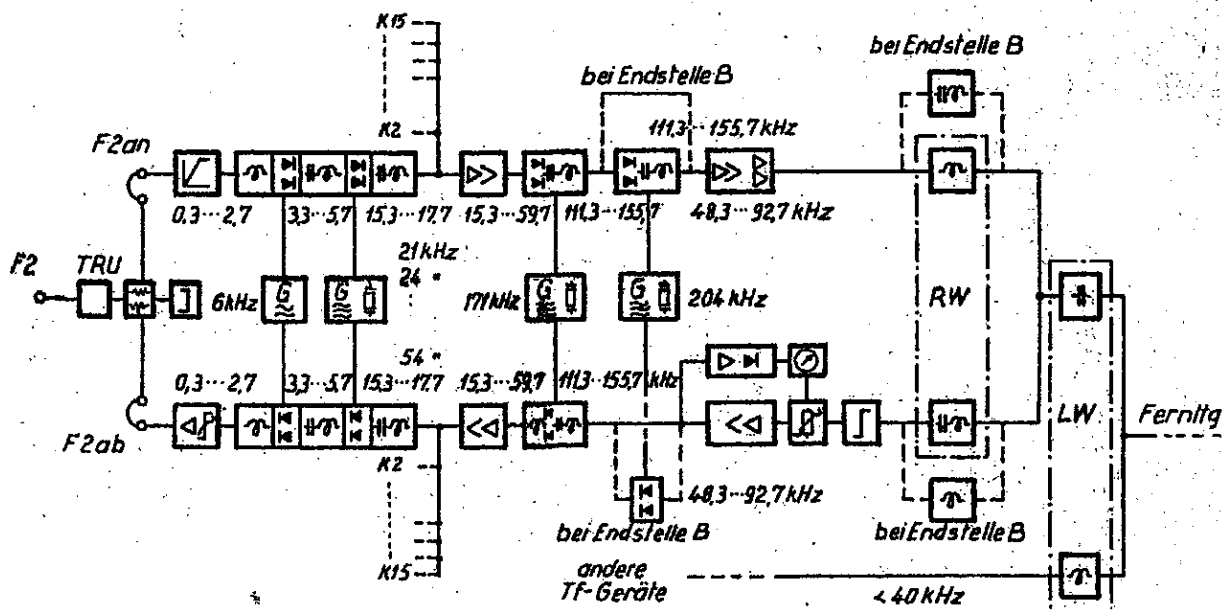 K15
K2
bei Endstelle B
bei Endstelle B
F2an
111,3...155,7 kHz
0,3...2,7
3,3...5,7
15,3...17,7
15,3...59,7
111,3...155,7
48,3...92,7 kHz
F2
TRU
6 kHz
G
G
21 kHz
24 "
171 kHz
G
G
204 kHz
RW
54 "
0,3...2,7
3,3...5,7
15,3...17,7
15,3...59,7
111,3...155,7 kHz
LW
Fernltg
F2ab
K2
48,3...92,7 kHz
bei Endstelle B
bei Endstelle B
K15
andere
Tf-Geräte
< 40 kHz